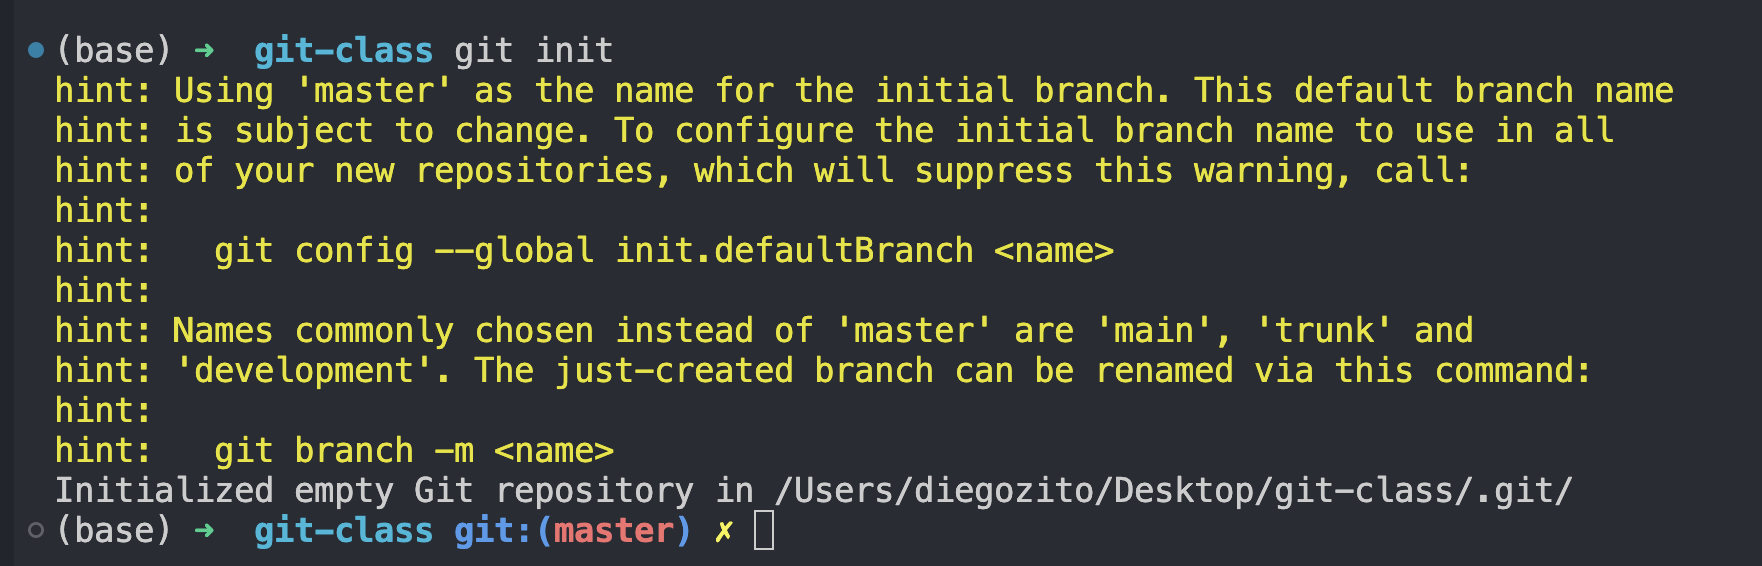 (base) ➜ git-class git init
hint: Using 'master' as the name for the initial branch. This default branch name
hint: is subject to change. To configure the initial branch name to use in all
hint: of your new repositories, which will suppress this warning, call:
hint:
hint:   git config --global init.defaultBranch <name>
hint:
hint: Names commonly chosen instead of 'master' are 'main', 'trunk' and
hint: 'development'. The just-created branch can be renamed via this command:
hint:
hint:   git branch -m <name>
Initialized empty Git repository in /Users/diegozito/Desktop/git-class/.git/
(base) ➜ git-class git:(master) ✗